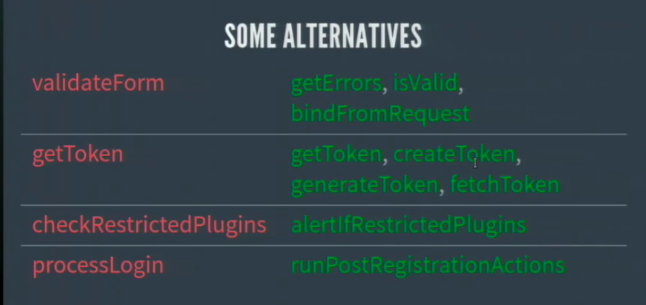 SOME ALTERNATIVES
validateForm getErrors, isValid,
bindFromRequest
getToken getToken, createToken,
generateToken, fetchToken
checkRestrictedPlugins alertIfRestrictedPlugins
processLogin runPostRegistrationActions